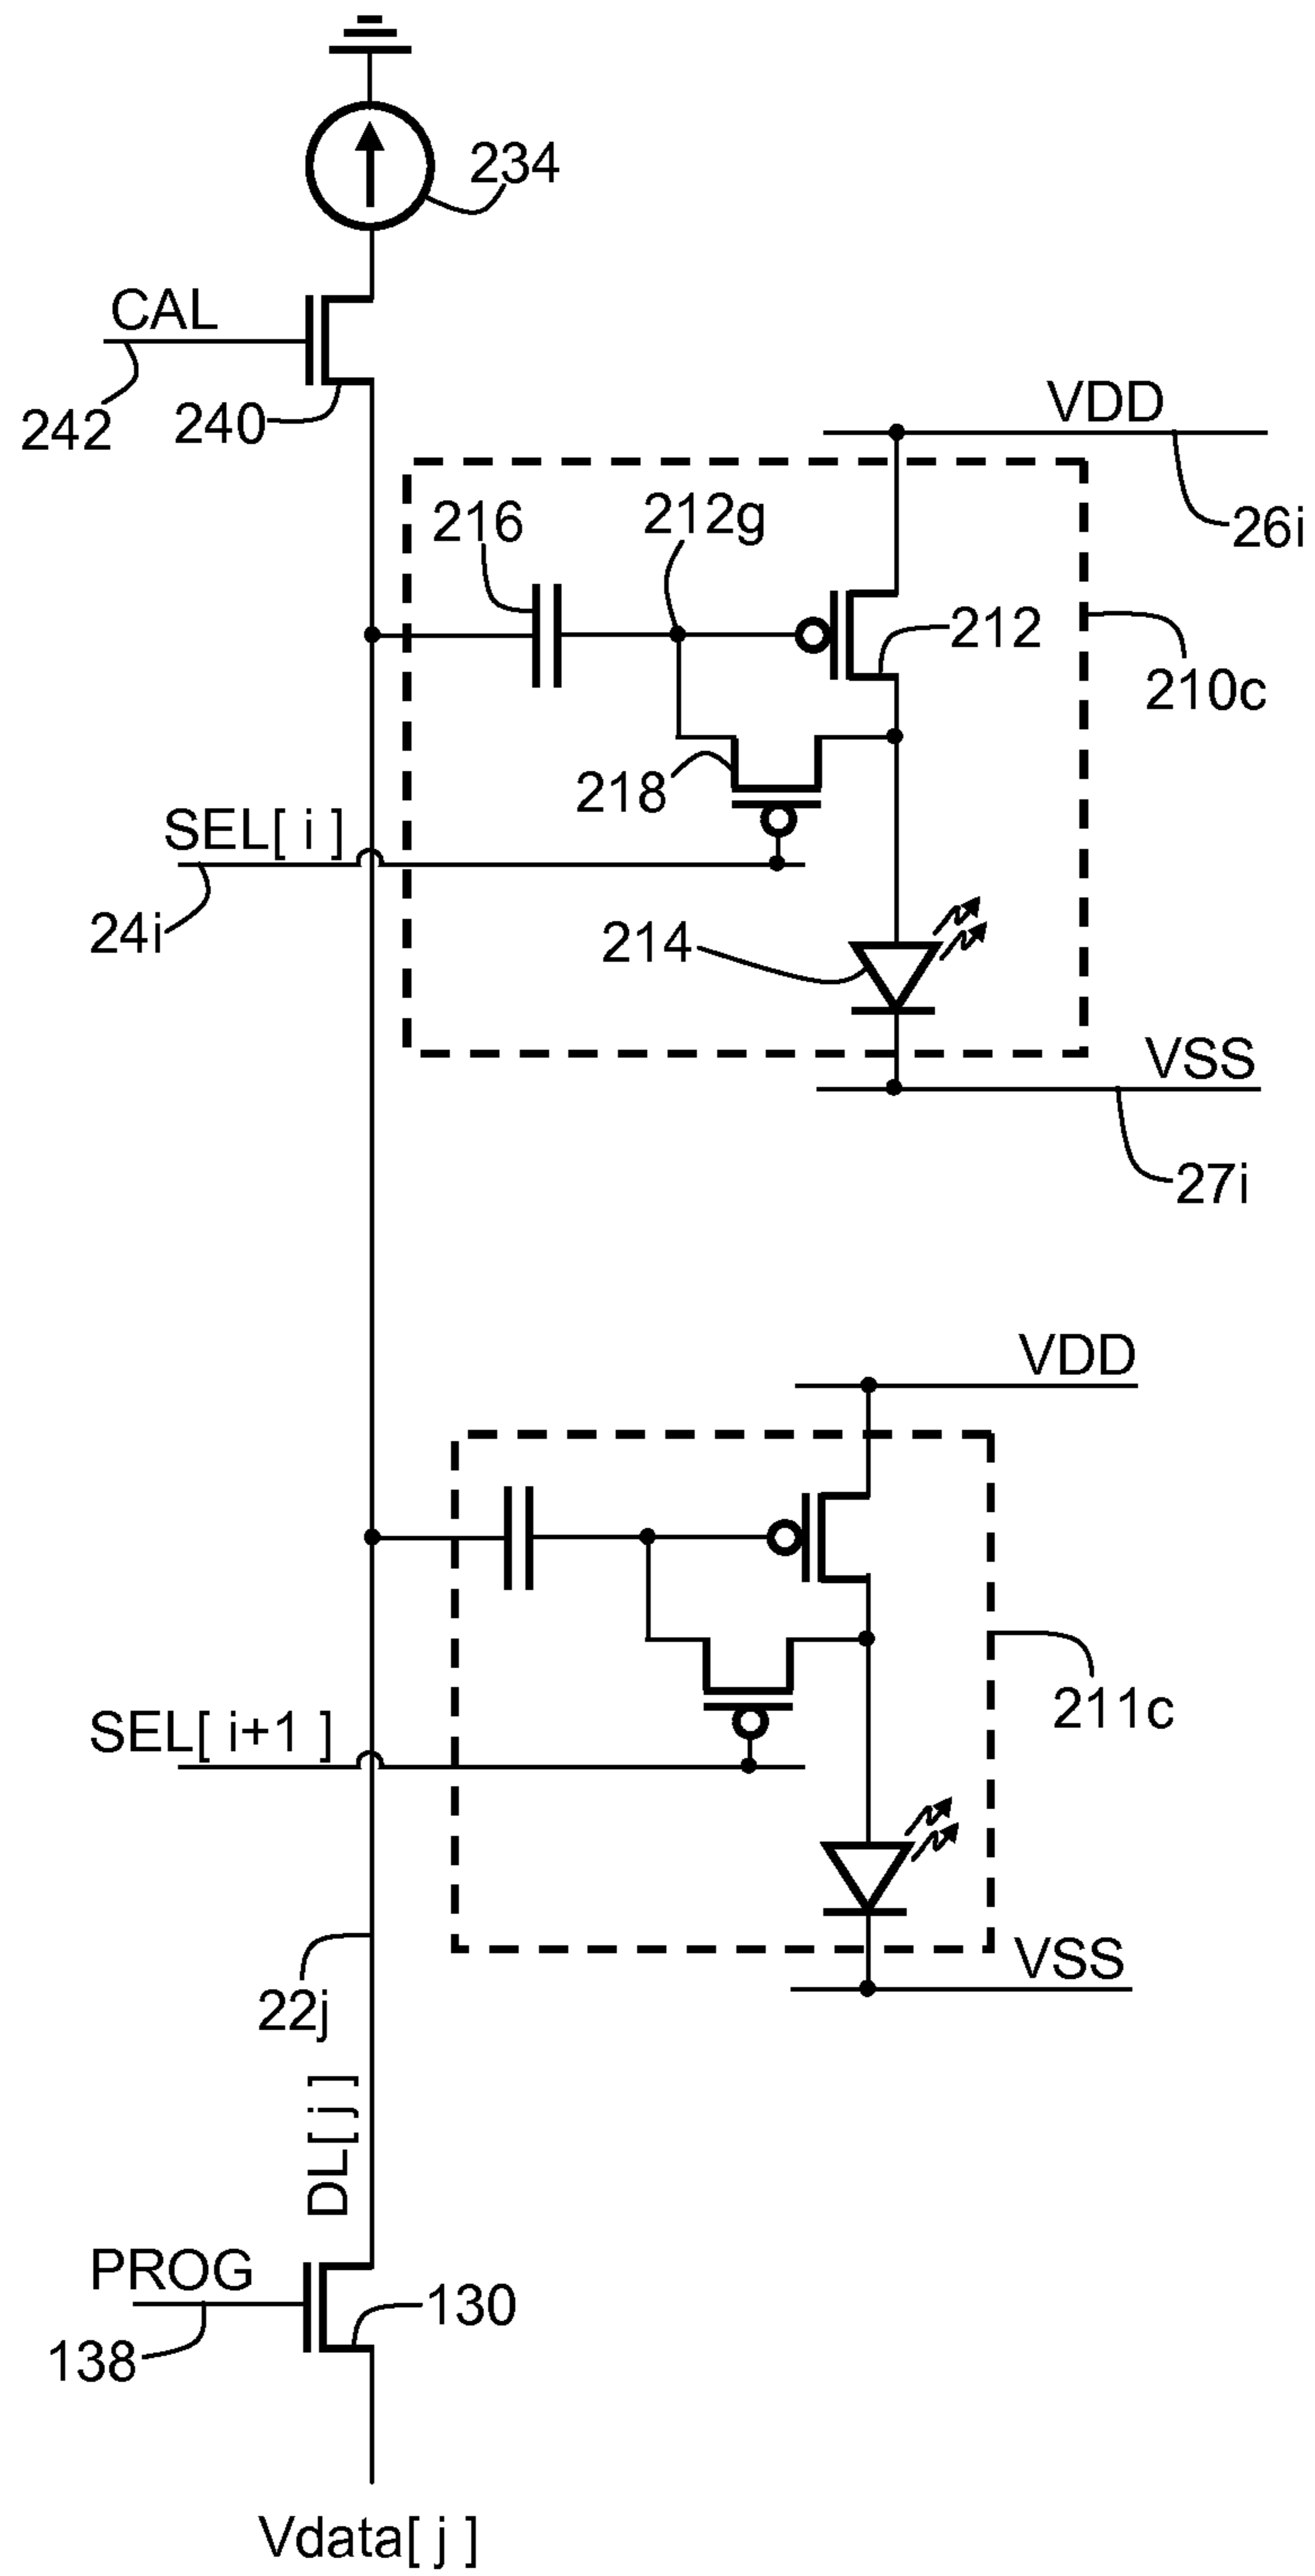 234
CAL
242
240
VDD
26i
216
212g
212
210c
218
SEL[ i ]
24i
214
VSS
27i
VDD
211c
SEL[ i+1 ]
VSS
22j
DL[ j ]
PROG
130
138
Vdata[ j ]